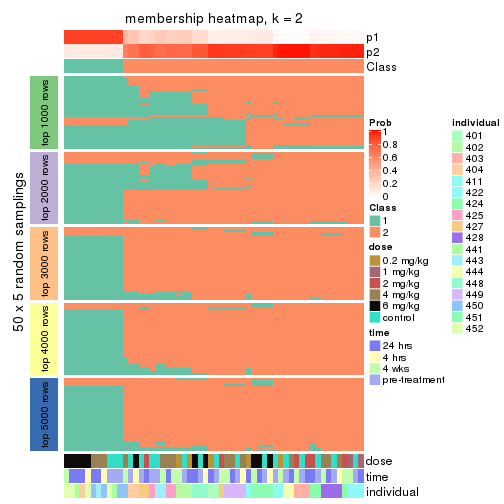 membership heatmap, k = 2
p1
p2
Class
50 x 5 random samplings
top 1000 rows
top 2000 rows
top 3000 rows
top 4000 rows
top 5000 rows
dose
time
individual
Prob
1
0.8
0.6
0.4
0.2
0
Class
1
2
dose
0.2 mg/kg
1 mg/kg
2 mg/kg
4 mg/kg
6 mg/kg
control
time
24 hrs
4 hrs
4 wks
pre-treatment
individual
401
402
403
404
411
422
424
425
427
428
441
443
444
448
449
450
451
452